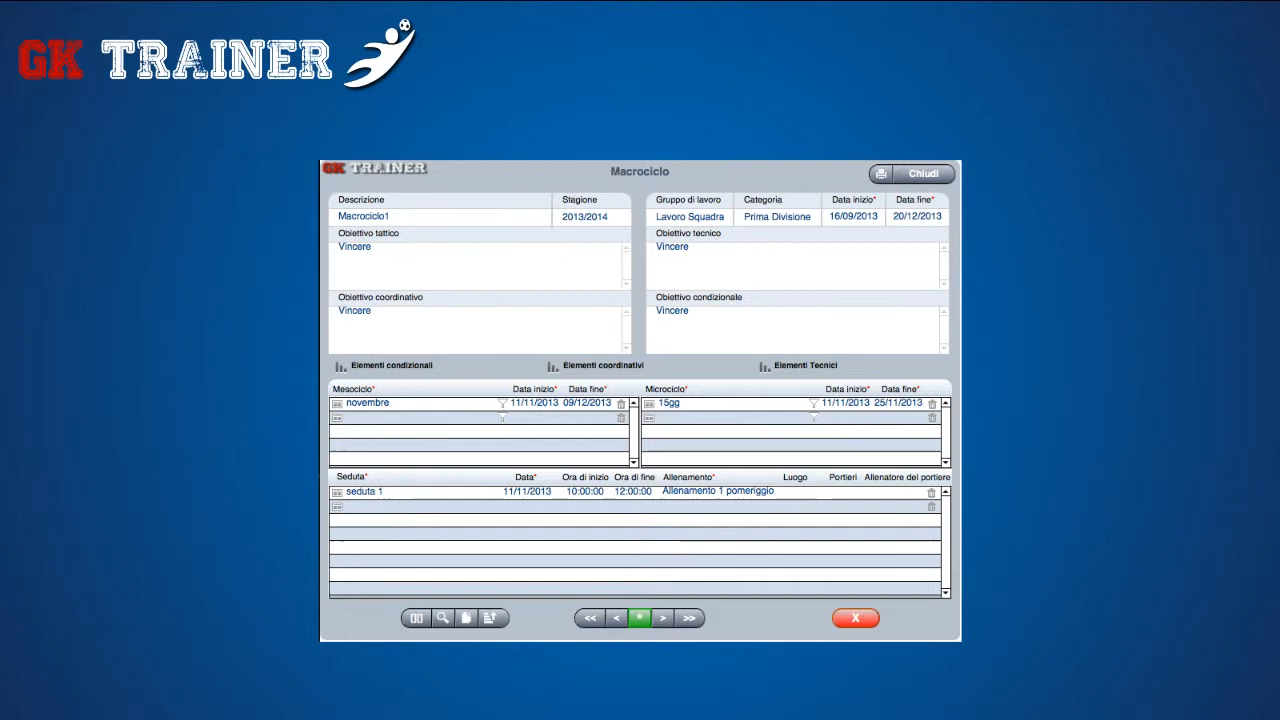 GK TRAINER
GK TRAINER
Macrociclo
Chiudi
Descrizione Stagione
Macrociclo1 2013/2014
Gruppo di lavoro Categoria Data inizio* Data fine*
Lavoro Squadra Prima Divisione 16/09/2013 20/12/2013
Obiettivo tattico
Vincere
Obiettivo tecnico
Vincere
Obiettivo coordinativo
Vincere
Obiettivo condizionale
Vincere
Elementi condizionali Elementi coordinativi Elementi Tecnici
Mesociclo* Data inizio* Data fine*
novembre 11/11/2013 09/12/2013
Microciclo* Data inizio* Data fine*
15gg 11/11/2013 25/11/2013
Seduta* Data* Ora di inizio Ora di fine Allenamento* Luogo Portieri Allenatore del portiere
seduta 1 11/11/2013 10:00:00 12:00:00 Allenamento 1 pomeriggio
<< < * > >> X